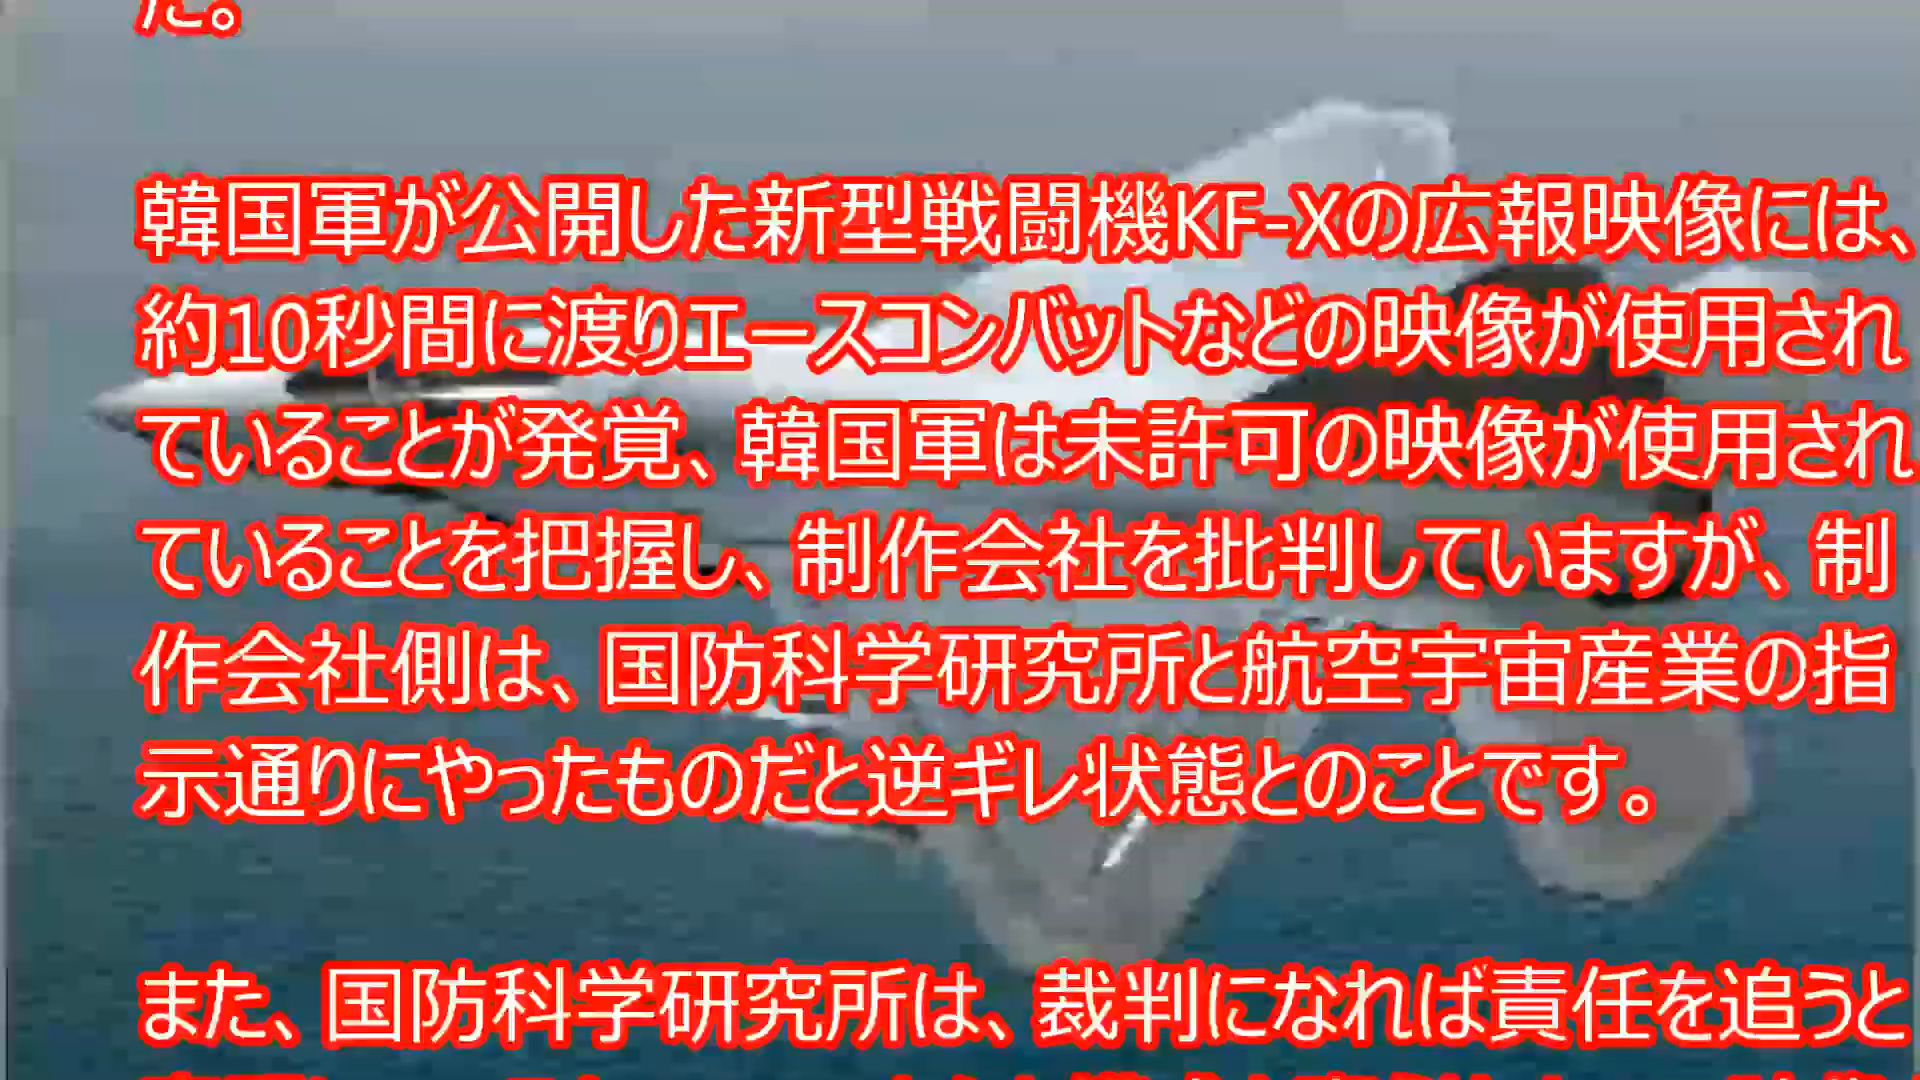 た。
韓国軍が公開した新型戦闘機KF-Xの広報映像には、
約10秒間に渡りエースコンバットなどの映像が使用され
ていることが発覚、韓国軍は未許可の映像が使用され
ていることを把握し、制作会社を批判していますが、制
作会社側は、国防科学研究所と航空宇宙産業の指
示通りにやったものだと逆ギレ状態とのことです。
また、国防科学研究所は、裁判になれば責任を追うと